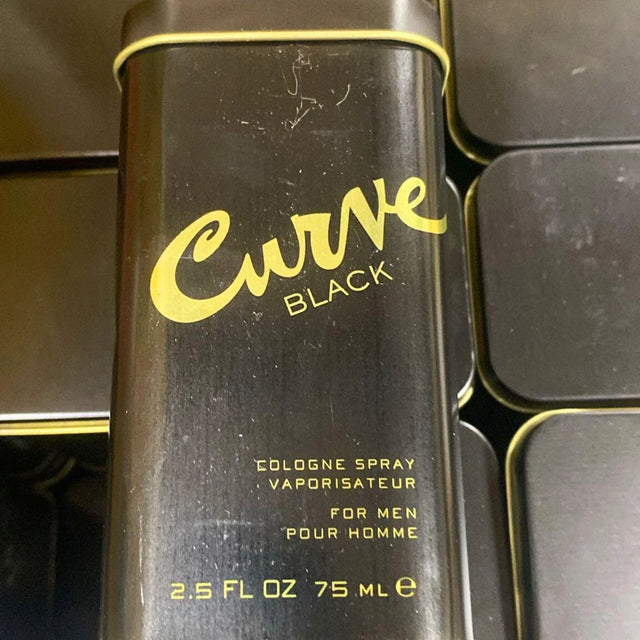 Curve
BLACK
COLOGNE SPRAY
VAPORISATEUR
FOR MEN
POUR HOMME
2.5 FL OZ 75 ML ℮